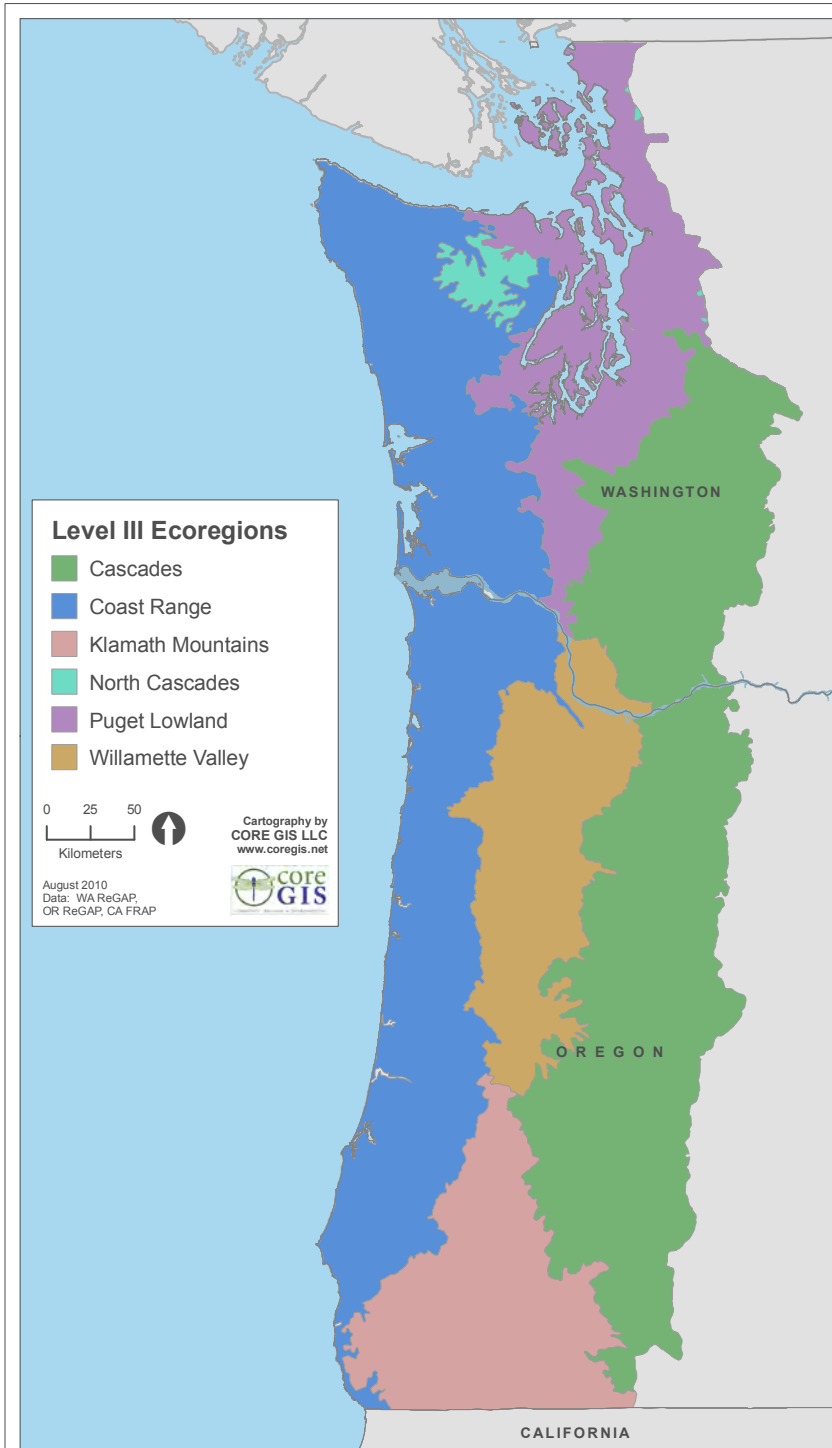 WASHINGTON
Level III Ecoregions
Cascades
Coast Range
Klamath Mountains
North Cascades
Puget Lowland
Willamette Valley
0 25 50
Kilometers
Cartography by
CORE GIS LLC
www.coregis.net
August 2010
Data: WA ReGAP,
OR ReGAP, CA FRAP
core
GIS
OREGON
CALIFORNIA